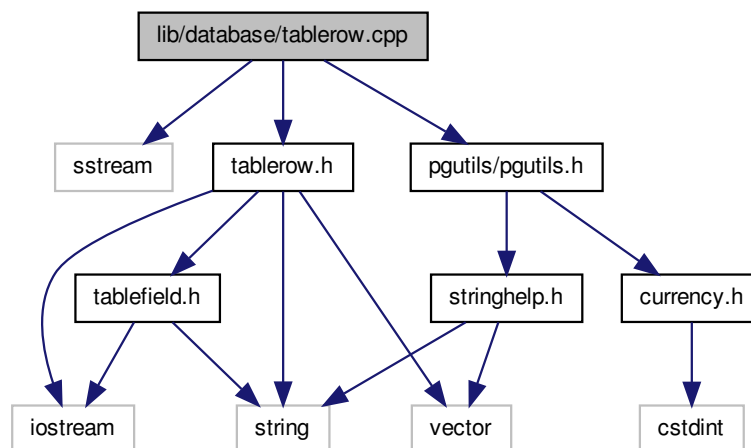 lib/database/tablerow.cpp
sstream
tablerow.h
pgutils/pgutils.h
tablefield.h
stringhelp.h
currency.h
iostream
string
vector
cstdint